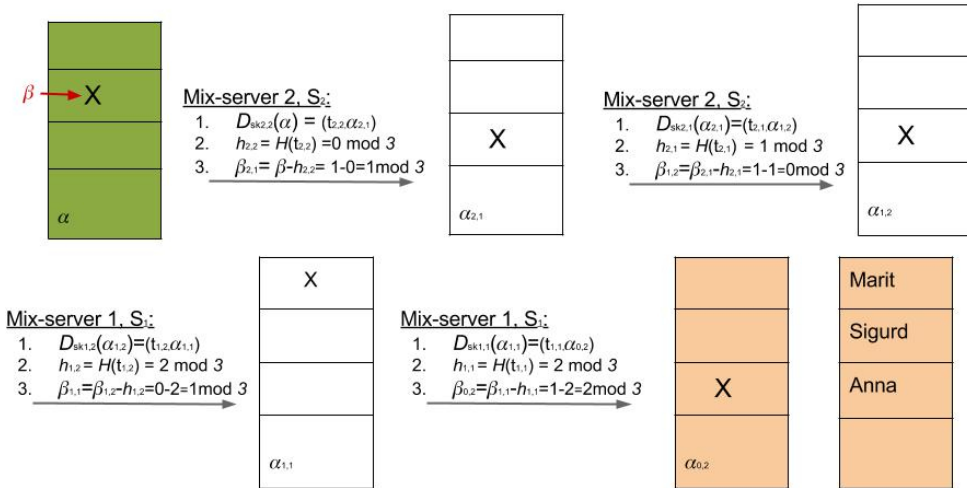 β X
α
Mix-server 2, S₂:
1. D_sk2,2(α) = (t₂,₂,α₂,₁)
2. h₂,₂ = H(t₂,₂) =0 mod 3
3. β₂,₁= β-h₂,₂= 1-0=1mod 3
X
α₂,₁
Mix-server 2, S₂:
1. D_sk2,1(α₂,₁)=(t₂,₁,α₁,₂)
2. h₂,₁ = H(t₂,₁) = 1 mod 3
3. β₁,₂=β₂,₁-h₂,₁=1-1=0mod 3
X
α₁,₂
Mix-server 1, S₁:
1. D_sk1,2(α₁,₂)=(t₁,₂,α₁,₁)
2. h₁,₂ = H(t₁,₂) = 2 mod 3
3. β₁,₁=β₁,₂-h₁,₂=0-2=1mod 3
X
α₁,₁
Mix-server 1, S₁:
1. D_sk1,1(α₁,₁)=(t₁,₁,α₀,₂)
2. h₁,₁ = H(t₁,₁) = 2 mod 3
3. β₀,₂=β₁,₁-h₁,₁=1-2=2mod 3
X
α₀,₂
Marit
Sigurd
Anna